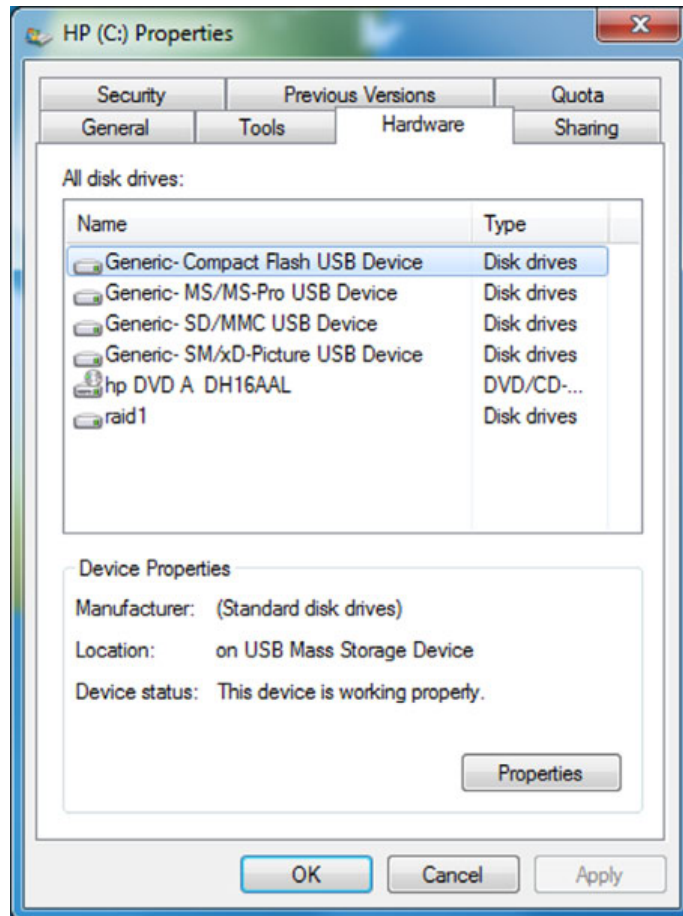 HP (C:) Properties
Security Previous Versions Quota
General Tools Hardware Sharing
All disk drives:
Name Type
Generic- Compact Flash USB Device Disk drives
Generic- MS/MS-Pro USB Device Disk drives
Generic- SD/MMC USB Device Disk drives
Generic- SM/xD-Picture USB Device Disk drives
hp DVD A DH16AAL DVD/CD-...
raid1 Disk drives
Device Properties
Manufacturer: (Standard disk drives)
Location: on USB Mass Storage Device
Device status: This device is working properly.
Properties
OK Cancel Apply